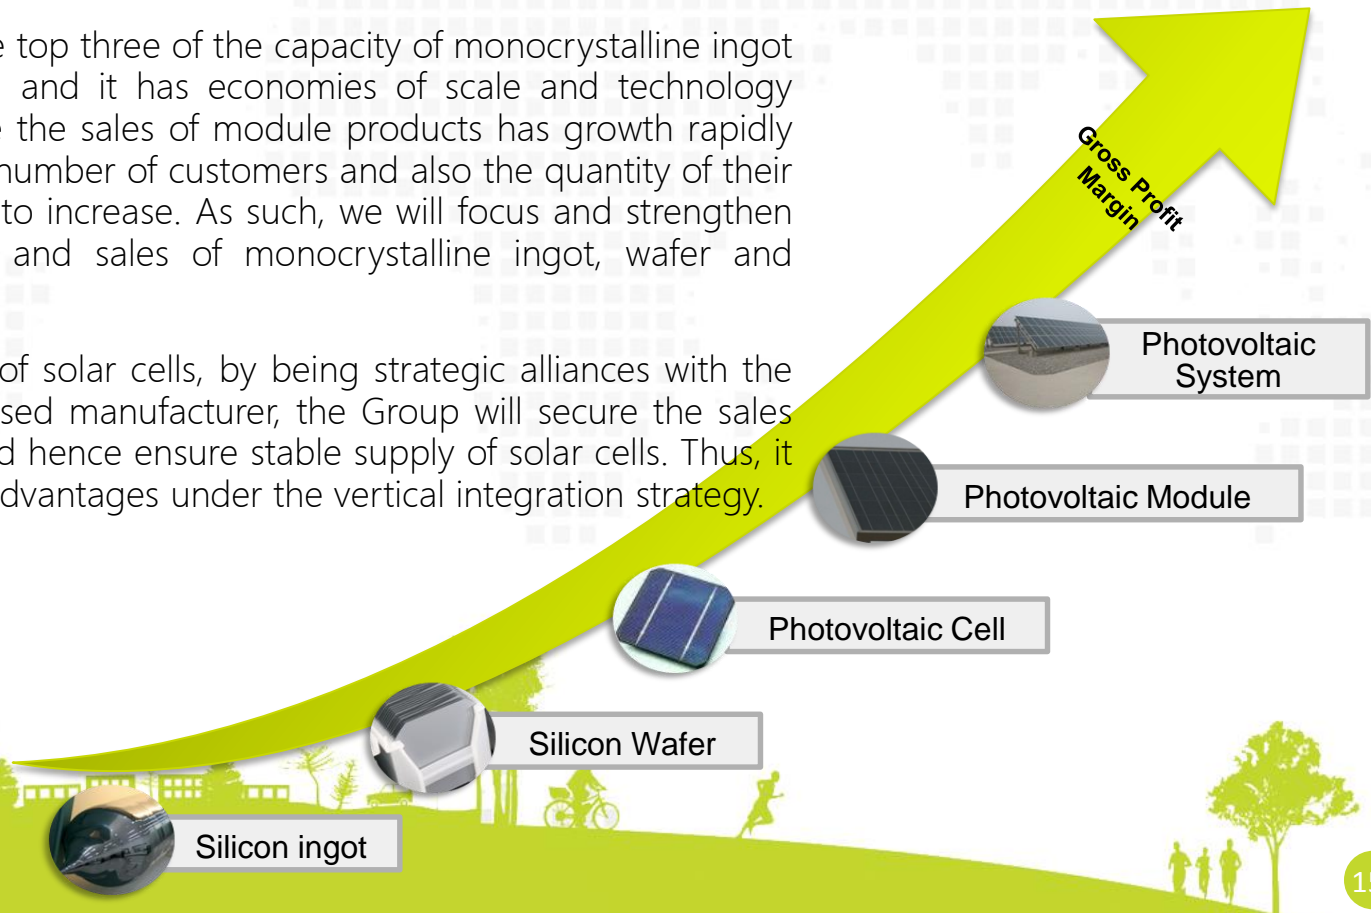 top three of the capacity of monocrystalline ingot
and it has economies of scale and technology
the sales of module products has growth rapidly
number of customers and also the quantity of their
to increase. As such, we will focus and strengthen
and sales of monocrystalline ingot, wafer and
of solar cells, by being strategic alliances with the
manufacturer, the Group will secure the sales
hence ensure stable supply of solar cells. Thus, it
under the vertical integration strategy.
Gross Profit
Margin
Photovoltaic
System
Photovoltaic Module
Photovoltaic Cell
Silicon Wafer
Silicon ingot